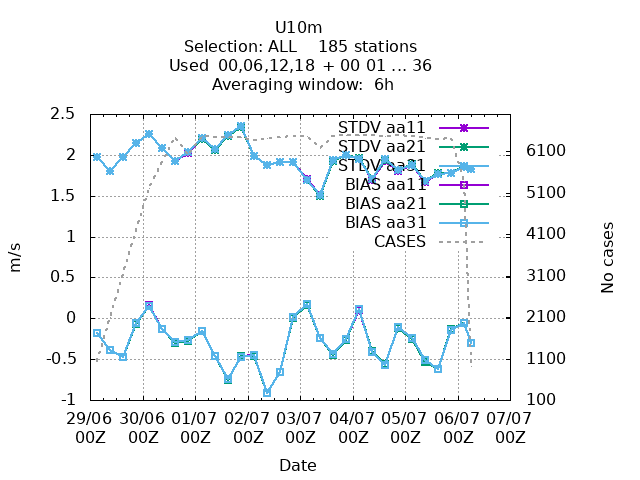 U10m
Selection: ALL    185 stations
Used  00,06,12,18 + 00 01 ... 36
Averaging window:  6h
2.5
2
1.5
1
0.5
0
-0.5
-1
m/s
6100
5100
4100
3100
2100
1100
100
No cases
STDV aa11
STDV aa21
STDV aa31
BIAS aa11
BIAS aa21
BIAS aa31
CASES
29/06 30/06 01/07 02/07 03/07 04/07 05/07 06/07 07/07
00Z 00Z 00Z 00Z 00Z 00Z 00Z 00Z 00Z
Date